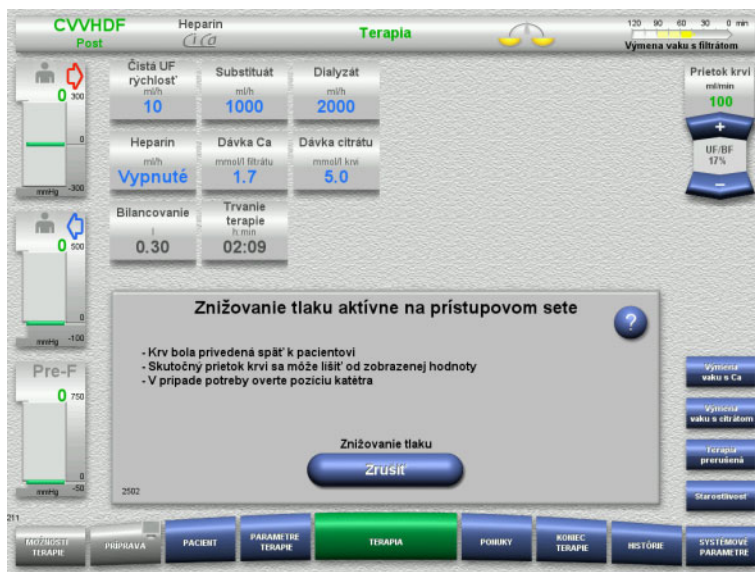 CVVHDF
Post
Heparin
Ci Ca
Terapia
120 90 60 30 0 min
Výmena vaku s filtrátom
0
300
0
-300
mmHg
0
500
0
-100
mmHg
Pre-F
0
750
0
-50
mmHg
Čistá UF
rýchlosť
ml/h
10
Substituát
ml/h
1000
Dialyzát
ml/h
2000
Heparin
ml/h
Vypnuté
Dávka Ca
mmol/l filtrátu
1.7
Dávka citrátu
mmol/l krvi
5.0
Bilancovanie
l
0.30
Trvanie
terapie
h:min
02:09
Prietok krvi
ml/min
100
+
UF/BF
17%
−
Znižovanie tlaku aktívne na prístupovom sete
?
- Krv bola privedená späť k pacientovi
- Skutočný prietok krvi sa môže líšiť od zobrazenej hodnoty
- V prípade potreby overte pozíciu katétra
Znižovanie tlaku
Zrušiť
2502
Výmena
vaku s Ca
Výmena
vaku s citrátom
Terapia
prerušená
Starostlivosť
211
MOŽNOSTI
TERAPIE
PRÍPRAVA
PACIENT
PARAMETRE
TERAPIE
TERAPIA
PONUKY
KONIEC
TERAPIE
HISTÓRIE
SYSTÉMOVÉ
PARAMETRE